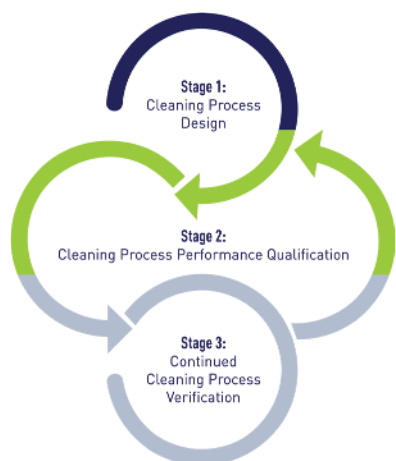 Stage 1:
Cleaning Process
Design
Stage 2:
Cleaning Process Performance Qualification
Stage 3:
Continued
Cleaning Process
Verification